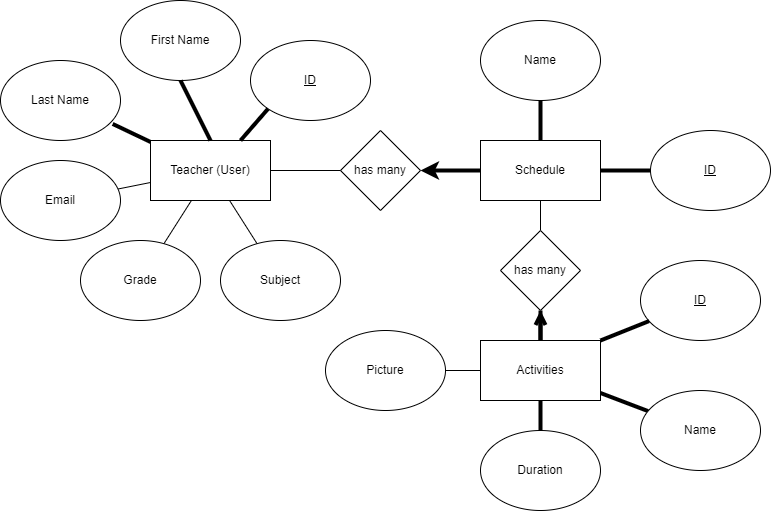 First Name
Name
ID
Last Name
Teacher (User)
has many
Schedule
ID
Email
Grade
Subject
has many
ID
Picture
Activities
Name
Duration